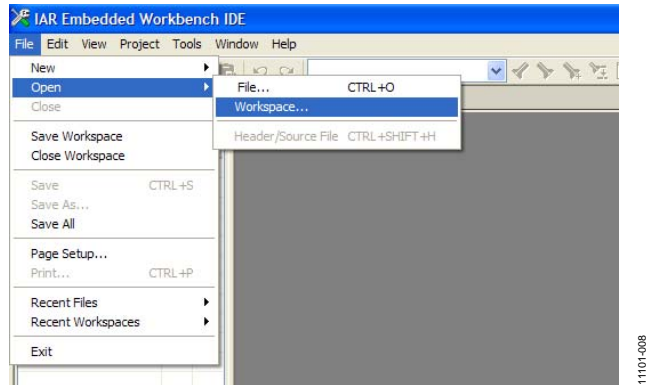 IAR Embedded Workbench IDE
File Edit View Project Tools Window Help
New
Open
Close
Save Workspace
Close Workspace
Save CTRL+S
Save As...
Save All
Page Setup...
Print... CTRL+P
Recent Files
Recent Workspaces
Exit
File... CTRL+O
Workspace...
Header/Source File CTRL+SHIFT+H
11101-008